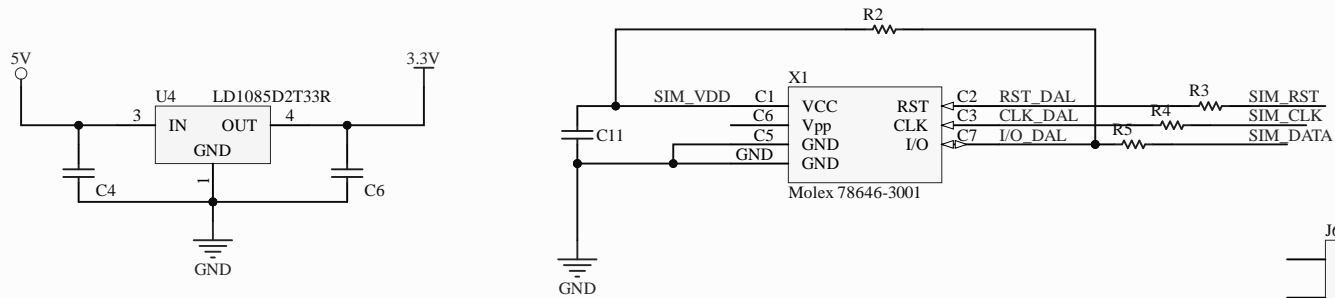 5V
3.3V
U4
LD1085D2T33R
3
IN
OUT
4
GND
1
C4
C6
GND
R2
X1
SIM_VDD
C1
VCC
RST
C2
RST_DAL
R3
SIM_RST
C6
Vpp
CLK
C3
CLK_DAL
R4
SIM_CLK
C11
C5
GND
I/O
C7
I/O_DAL
R5
SIM_DATA
GND
GND
Molex 78646-3001
GND
J6